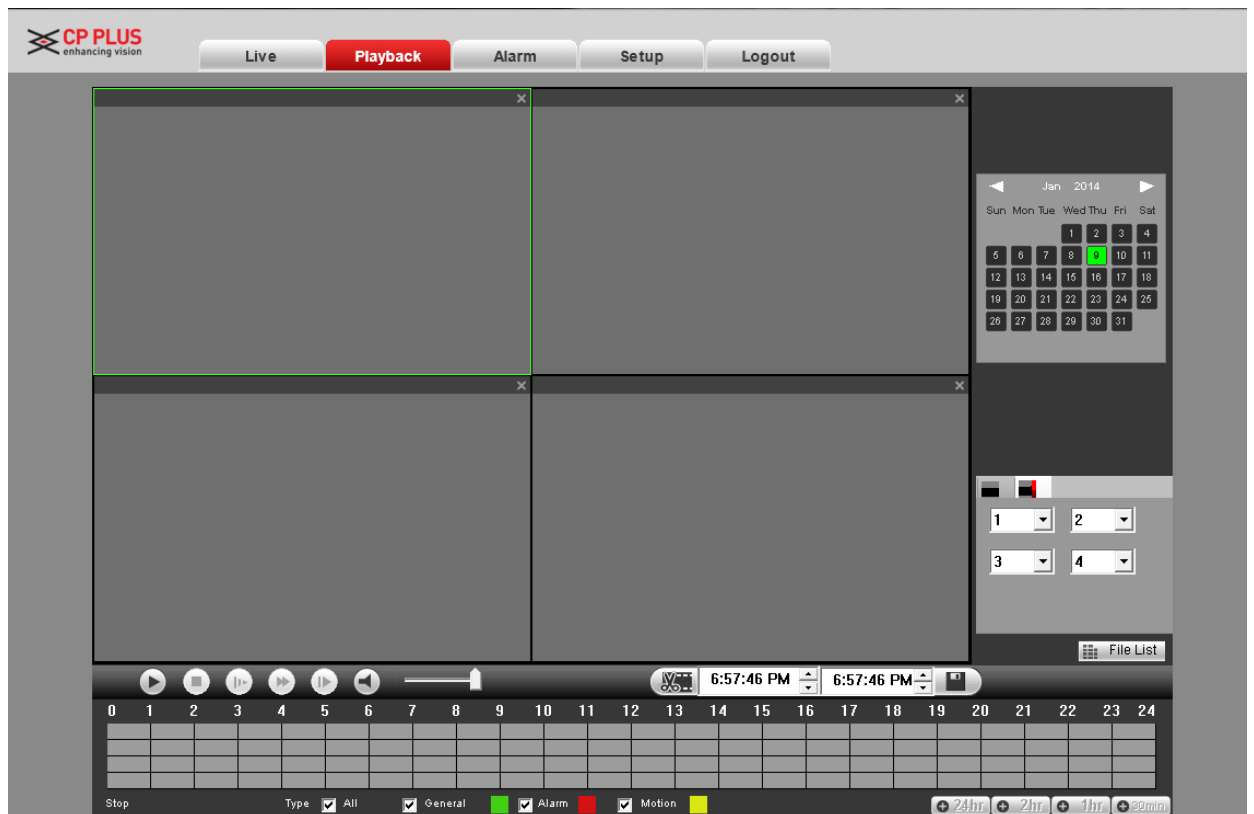 CP PLUS
enhancing vision
Live Playback Alarm Setup Logout
Jan 2014
Sun Mon Tue Wed Thu Fri Sat
1 2 3 4
5 6 7 8 9 10 11
12 13 14 15 16 17 18
19 20 21 22 23 24 25
26 27 28 29 30 31
1 2
3 4
File List
6:57:46 PM 6:57:46 PM
0 1 2 3 4 5 6 7 8 9 10 11 12 13 14 15 16 17 18 19 20 21 22 23 24
Stop Type All General Alarm Motion 24hr 2hr 1hr 30min